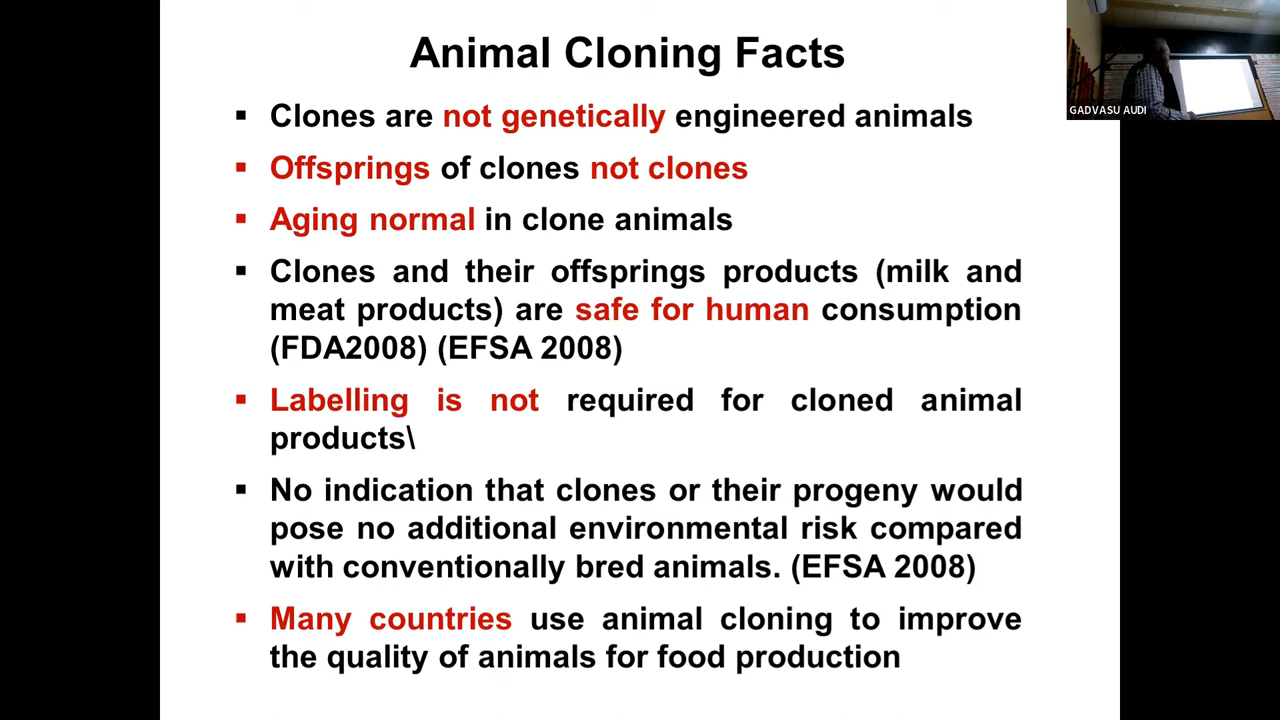 Animal Cloning Facts
GADVASU AUDI
▪ Clones are not genetically engineered animals
▪ Offsprings of clones not clones
▪ Aging normal in clone animals
▪ Clones and their offsprings products (milk and
meat products) are safe for human consumption
(FDA2008) (EFSA 2008)
▪ Labelling is not required for cloned animal
products\
▪ No indication that clones or their progeny would
pose no additional environmental risk compared
with conventionally bred animals. (EFSA 2008)
▪ Many countries use animal cloning to improve
the quality of animals for food production